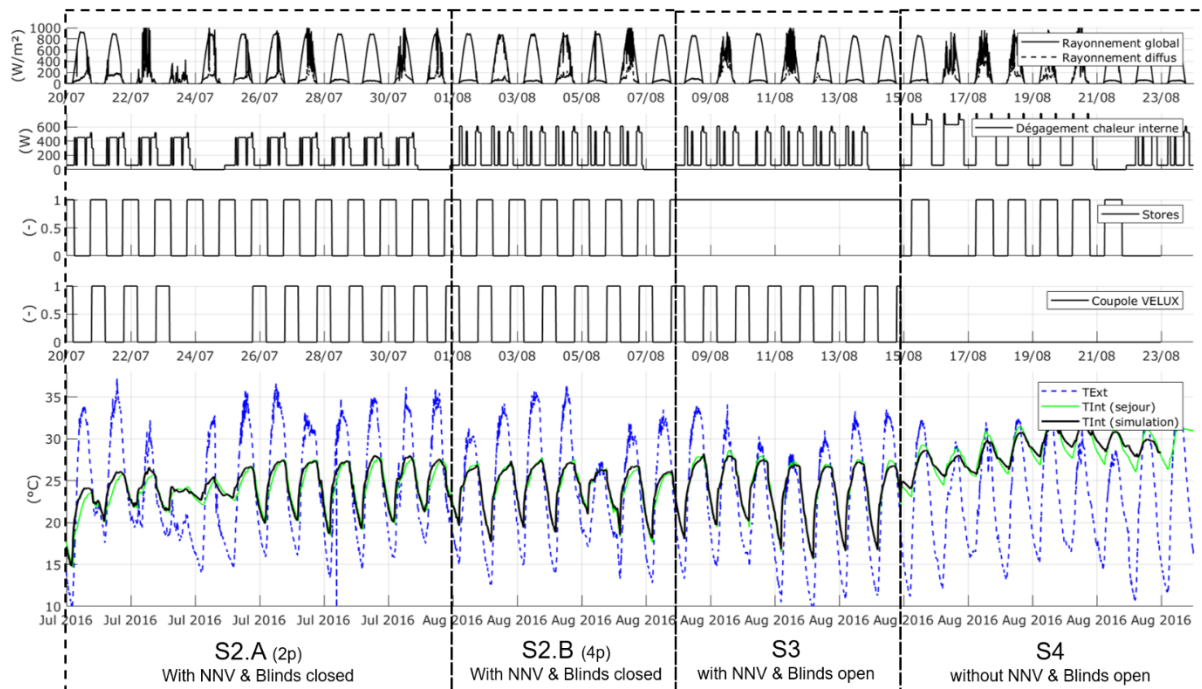 1000
800
600
400
200
0
(W/m²)
Rayonnement global
Rayonnement diffus
20/07 22/07 24/07 26/07 28/07 30/07 01/08 03/08 05/08 07/08 09/08 11/08 13/08 15/08 17/08 19/08 21/08 23/08
600
400
200
0
(W)
Dégagement chaleur interne
1
0.5
0
(-)
Stores
1
0.5
0
(-)
Coupole VELUX
20/07 22/07 24/07 26/07 28/07 30/07 01/08 03/08 05/08 07/08 09/08 11/08 13/08 15/08 17/08 19/08 21/08 23/08
35
30
25
20
15
10
(°C)
TExt
TInt (sejour)
TInt (simulation)
Jul 2016 Jul 2016 Jul 2016 Jul 2016 Jul 2016 Jul 2016 Aug 2016 Aug 2016 Aug 2016 Aug 2016 Aug 2016 Aug 2016 Aug 2016 Aug 2016 Aug 2016 Aug 2016 Aug 2016
S2.A (2p) S2.B (4p) S3 S4
With NNV & Blinds closed With NNV & Blinds closed with NNV & Blinds open without NNV & Blinds open